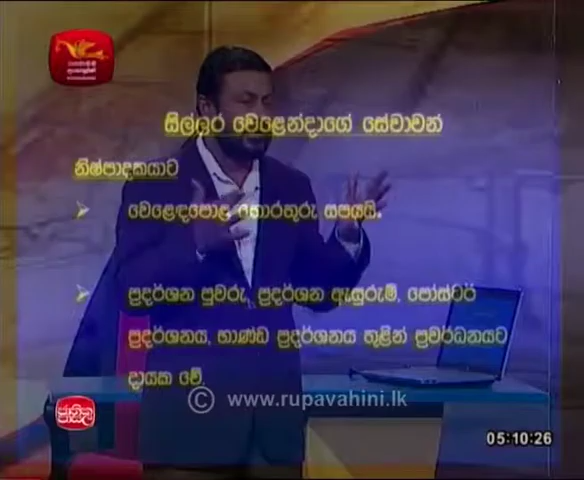 සිල්ලර වෙළෙන්දාගේ සේවාවන්
නිෂ්පාදකයාට
➢ වෙළෙඳපොළ තොරතුරු සපයයි.
➢ ප්‍රදර්ශන පුවරු, ප්‍රදර්ශන ඇසුරුම්, පෝස්ටර්
ප්‍රදර්ශනය, භාණ්ඩ ප්‍රදර්ශනය තුළින් ප්‍රවර්ධනයට
දායක වේ.
© www.rupavahini.lk
05:10:26